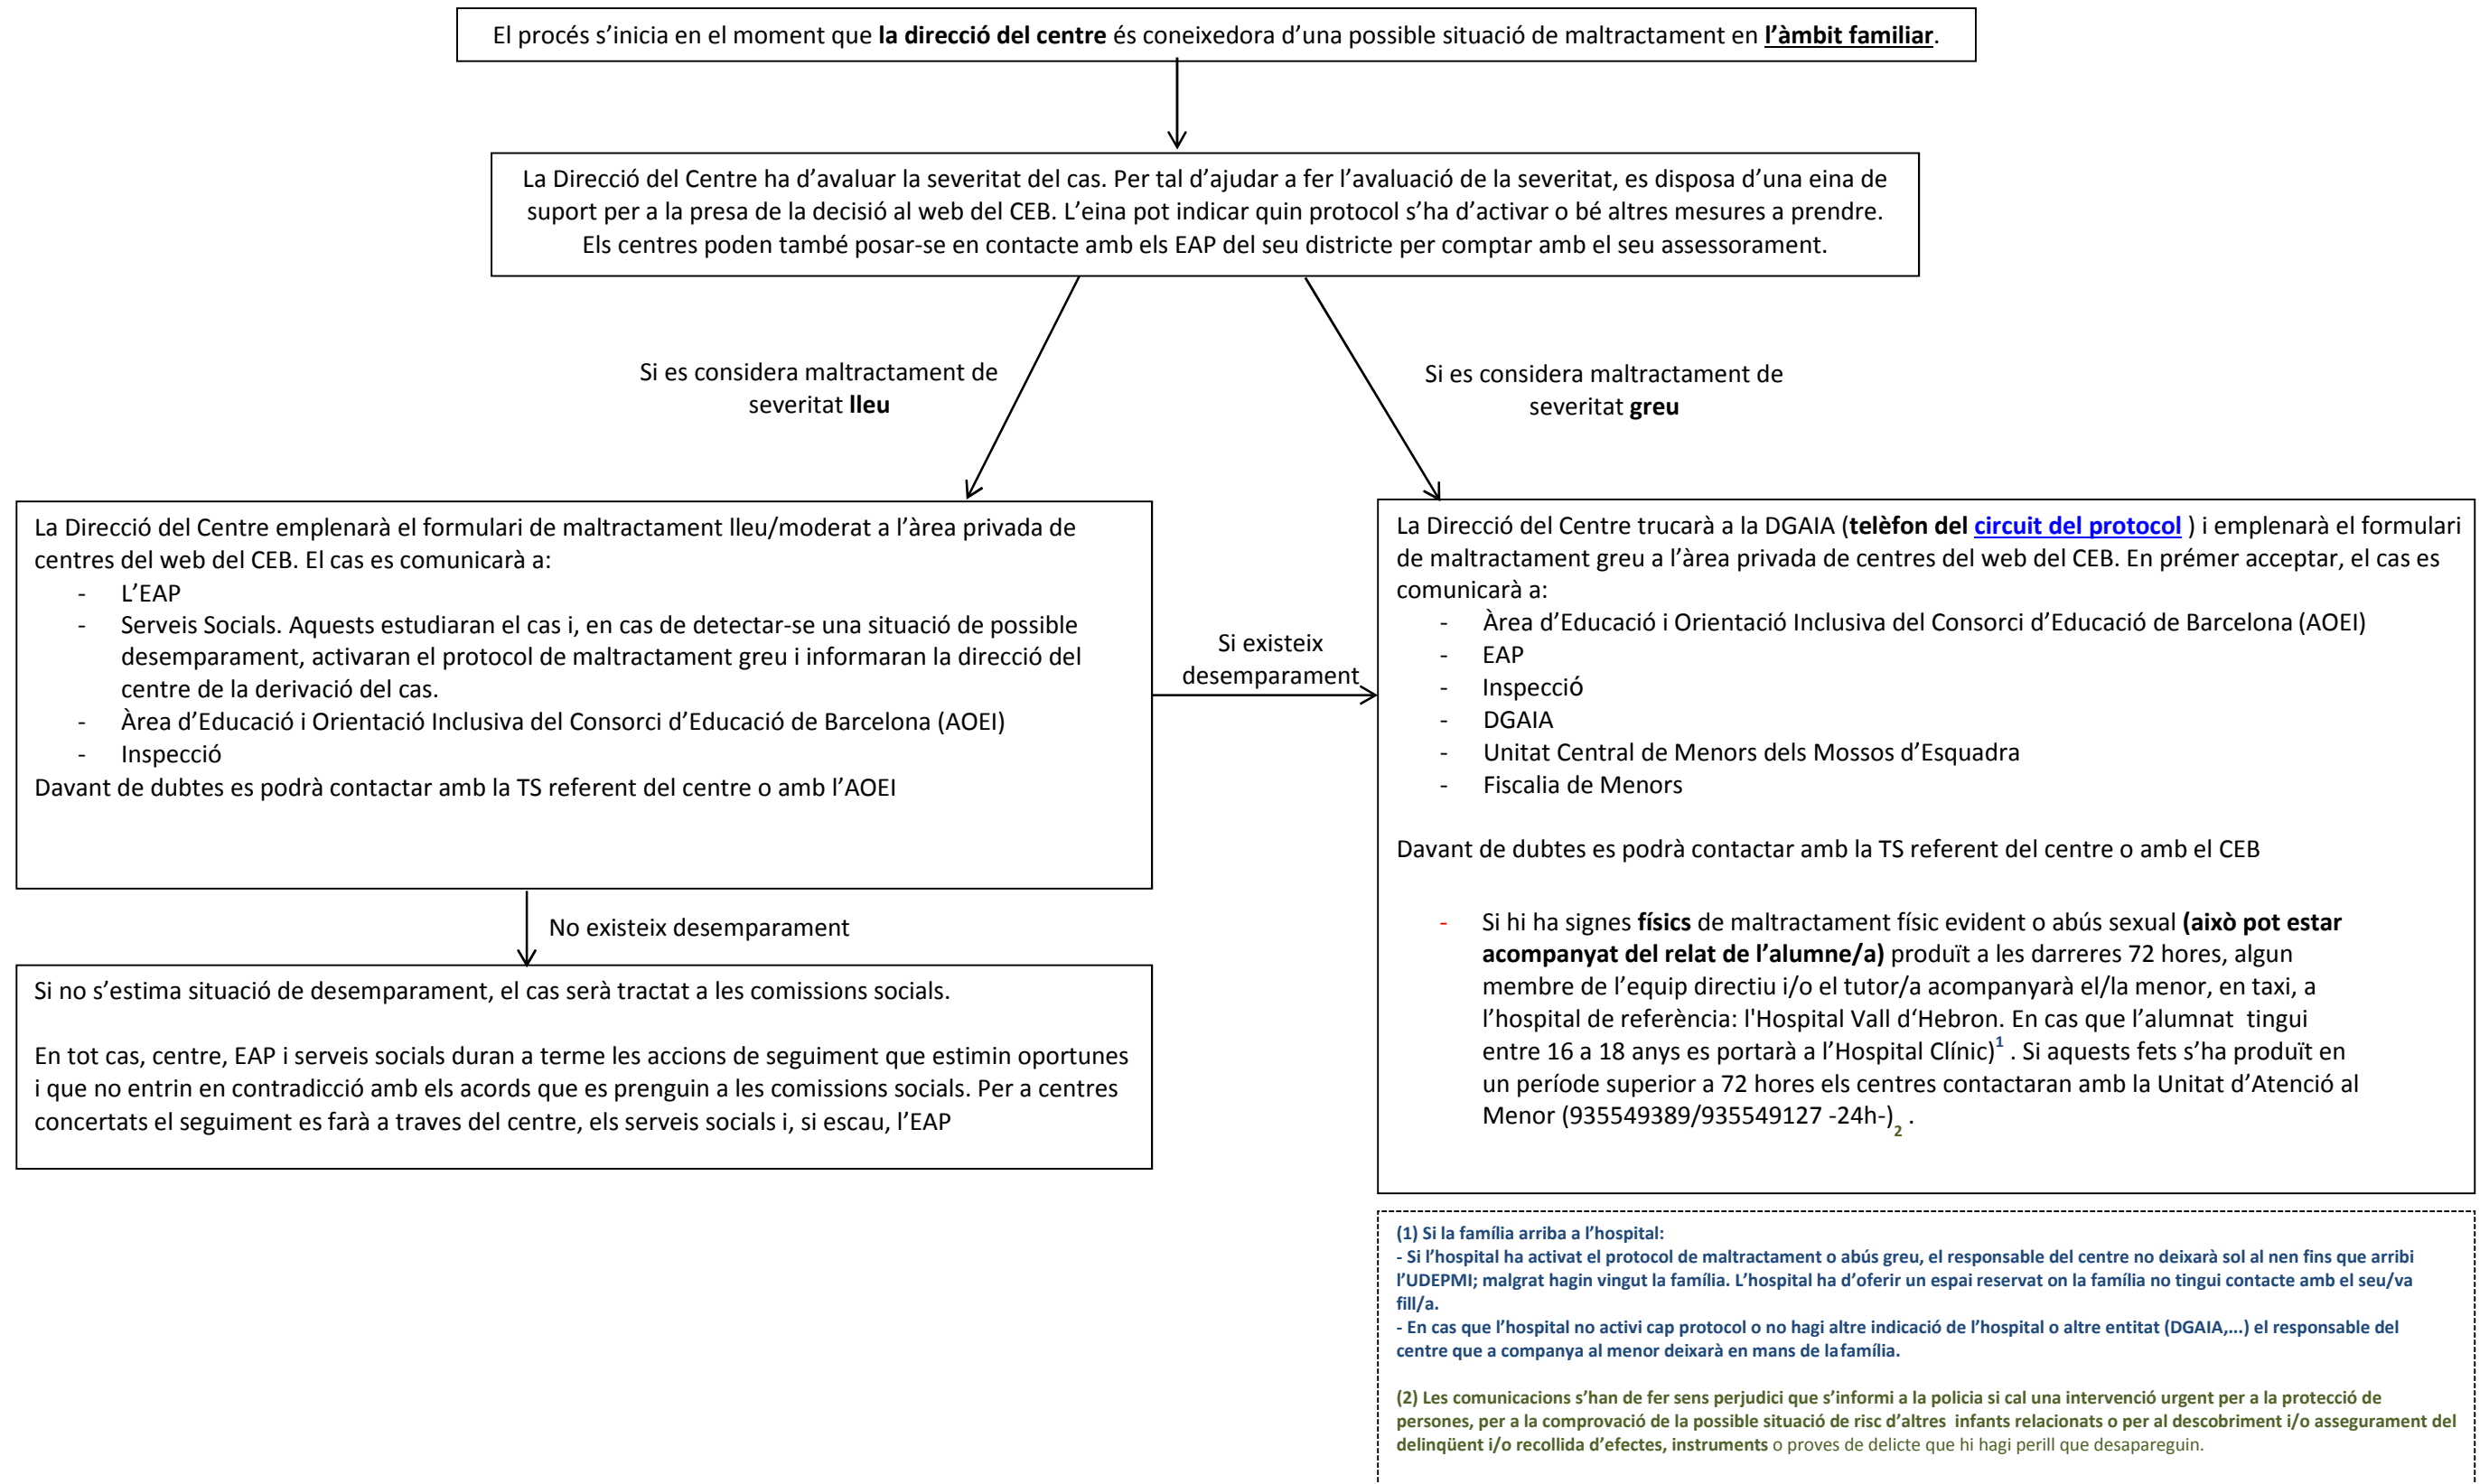 El procés s’inicia en el moment que la direcció del centre és coneixedora d’una possible situació de maltractament en l’àmbit familiar.
La Direcció del Centre ha d’avaluar la severitat del cas. Per tal d’ajudar a fer l’avaluació de la severitat, es disposa d’una eina de
suport per a la presa de la decisió al web del CEB. L’eina pot indicar quin protocol s’ha d’activar o bé altres mesures a prendre.
Els centres poden també posar-se en contacte amb els EAP del seu districte per comptar amb el seu assessorament.
Si es considera maltractament de
severitat lleu
Si es considera maltractament de
severitat greu
La Direcció del Centre emplenarà el formulari de maltractament lleu/moderat a l’àrea privada de
centres del web del CEB. El cas es comunicarà a:
- L’EAP
- Serveis Socials. Aquests estudiaran el cas i, en cas de detectar-se una situació de possible
desemparament, activaran el protocol de maltractament greu i informaran la direcció del
centre de la derivació del cas.
- Àrea d’Educació i Orientació Inclusiva del Consorci d’Educació de Barcelona (AOEI)
- Inspecció
Davant de dubtes es podrà contactar amb la TS referent del centre o amb l’AOEI
Si existeix
desemparament
La Direcció del Centre trucarà a la DGAIA (telèfon del circuit del protocol ) i emplenarà el formulari
de maltractament greu a l’àrea privada de centres del web del CEB. En prémer acceptar, el cas es
comunicarà a:
- Àrea d’Educació i Orientació Inclusiva del Consorci d’Educació de Barcelona (AOEI)
- EAP
- Inspecció
- DGAIA
- Unitat Central de Menors dels Mossos d’Esquadra
- Fiscalia de Menors
Davant de dubtes es podrà contactar amb la TS referent del centre o amb el CEB
- Si hi ha signes físics de maltractament físic evident o abús sexual (això pot estar
acompanyat del relat de l’alumne/a) produït a les darreres 72 hores, algun
membre de l’equip directiu i/o el tutor/a acompanyarà el/la menor, en taxi, a
l’hospital de referència: l'Hospital Vall d‘Hebron. En cas que l’alumnat tingui
entre 16 a 18 anys es portarà a l’Hospital Clínic)1 . Si aquests fets s’ha produït en
un període superior a 72 hores els centres contactaran amb la Unitat d’Atenció al
Menor (935549389/935549127 -24h-)2 .
No existeix desemparament
Si no s’estima situació de desemparament, el cas serà tractat a les comissions socials.
En tot cas, centre, EAP i serveis socials duran a terme les accions de seguiment que estimin oportunes
i que no entrin en contradicció amb els acords que es prenguin a les comissions socials. Per a centres
concertats el seguiment es farà a traves del centre, els serveis socials i, si escau, l’EAP
(1) Si la família arriba a l’hospital:
- Si l’hospital ha activat el protocol de maltractament o abús greu, el responsable del centre no deixarà sol al nen fins que arribi
l’UDEPMI; malgrat hagin vingut la família. L’hospital ha d’oferir un espai reservat on la família no tingui contacte amb el seu/va
fill/a.
- En cas que l’hospital no activi cap protocol o no hagi altre indicació de l’hospital o altre entitat (DGAIA,...) el responsable del
centre que a companya al menor deixarà en mans de lafamília.
(2) Les comunicacions s’han de fer sens perjudici que s’informi a la policia si cal una intervenció urgent per a la protecció de
persones, per a la comprovació de la possible situació de risc d’altres infants relacionats o per al descobriment i/o assegurament del
delinqüent i/o recollida d’efectes, instruments o proves de delicte que hi hagi perill que desapareguin.